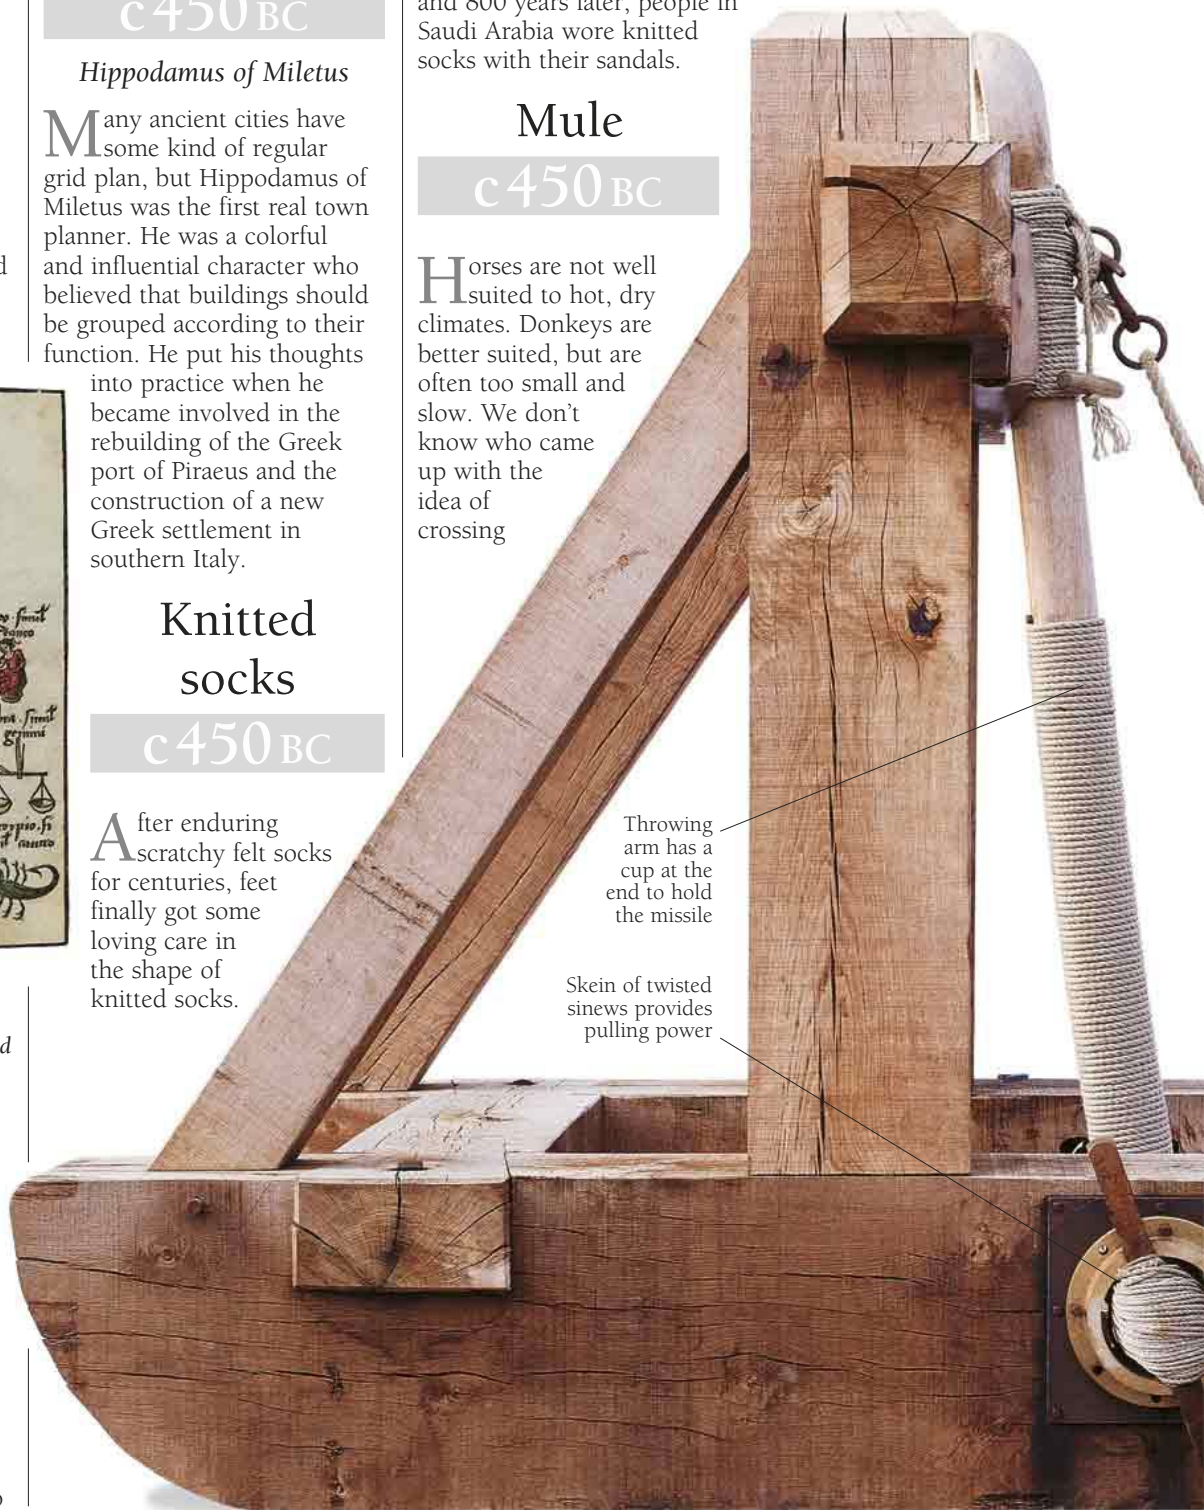 c450 BC
Hippodamus of Miletus
Many ancient cities have
some kind of regular
grid plan, but Hippodamus of
Miletus was the first real town
planner. He was a colorful
and influential character who
believed that buildings should
be grouped according to their
function. He put his thoughts
into practice when he
became involved in the
rebuilding of the Greek
port of Piraeus and the
construction of a new
Greek settlement in
southern Italy.
Knitted
socks
c450 BC
After enduring
scratchy felt socks
for centuries, feet
finally got some
loving care in
the shape of
knitted socks.
and 800 years later, people in
Saudi Arabia wore knitted
socks with their sandals.
Mule
c450 BC
Horses are not well
suited to hot, dry
climates. Donkeys are
better suited, but are
often too small and
slow. We don't
know who came
up with the
idea of
crossing
Throwing
arm has a
cup at the
end to hold
the missile
Skein of twisted
sinews provides
pulling power